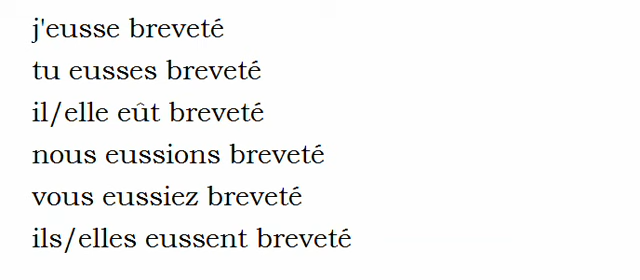 j'eusse breveté
tu eusses breveté
il/elle eût breveté
nous eussions breveté
vous eussiez breveté
ils/elles eussent breveté